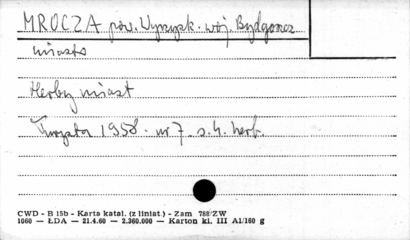 MROCZA pow. Wyrzysk. woj. Bydgoszcz
miasto
Herby miast
Turysta 1958. nr 7. s. 4. herb.
CWD - B 15b - Karta katal. (z liniat.) - Zam 788/ZW
1060 — ŁDA — 21.4.60 — 2.360.000 — Karton kl. III A1/160 g